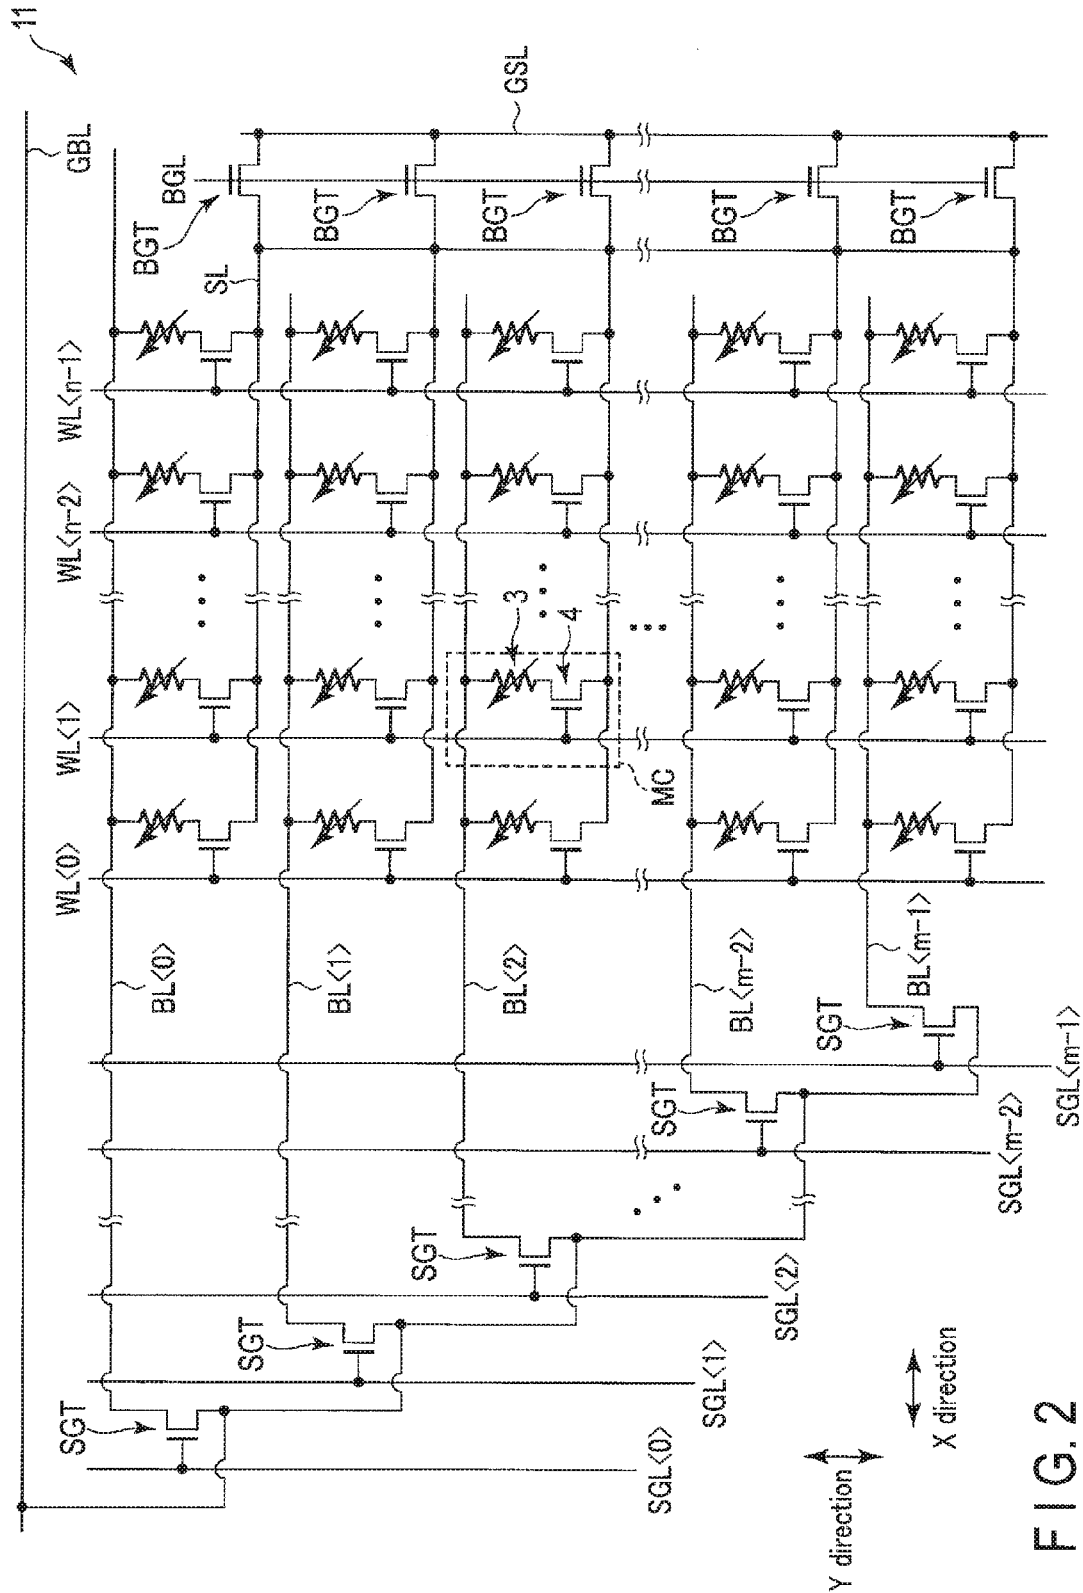 11
GBL
BGL
GSL
BGT
BGT
BGT
BGT
BGT
SL
WL<n-1>
WL<n-2>
WL<1>
WL<0>
3
4
MC
BL<0>
BL<1>
BL<2>
BL<m-2>
BL<m-1>
SGT
SGT
SGT
SGT
SGT
SGL<0>
SGL<1>
SGL<2>
SGL<m-2>
SGL<m-1>
Y direction
X direction
FIG. 2